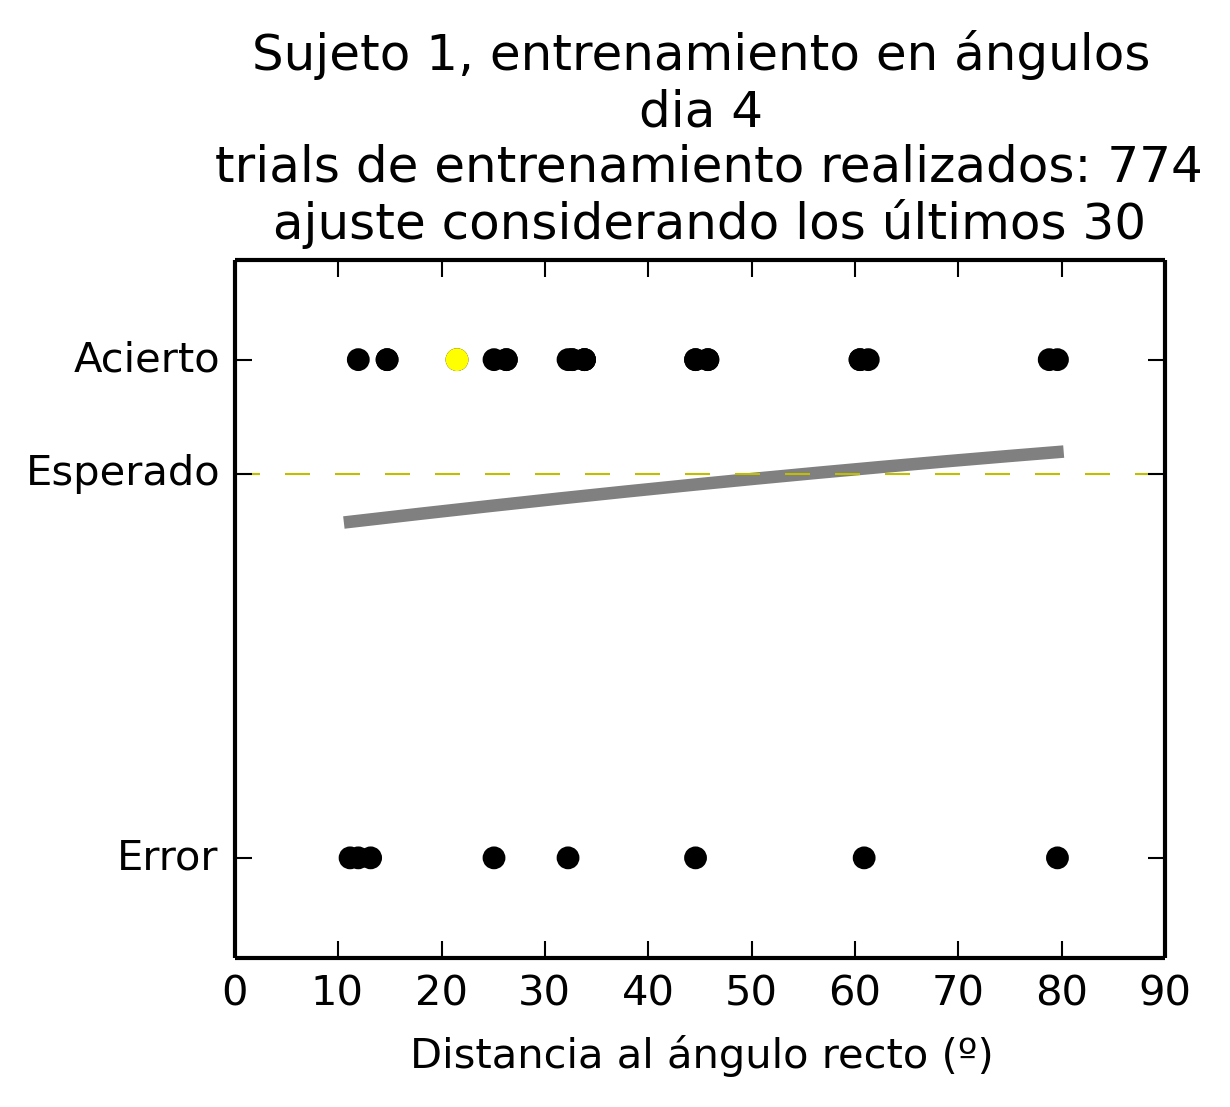 Sujeto 1, entrenamiento en ángulos
dia 4
trials de entrenamiento realizados: 774
ajuste considerando los últimos 30
Acierto
Esperado
Error
0 10 20 30 40 50 60 70 80 90
Distancia al ángulo recto (º)